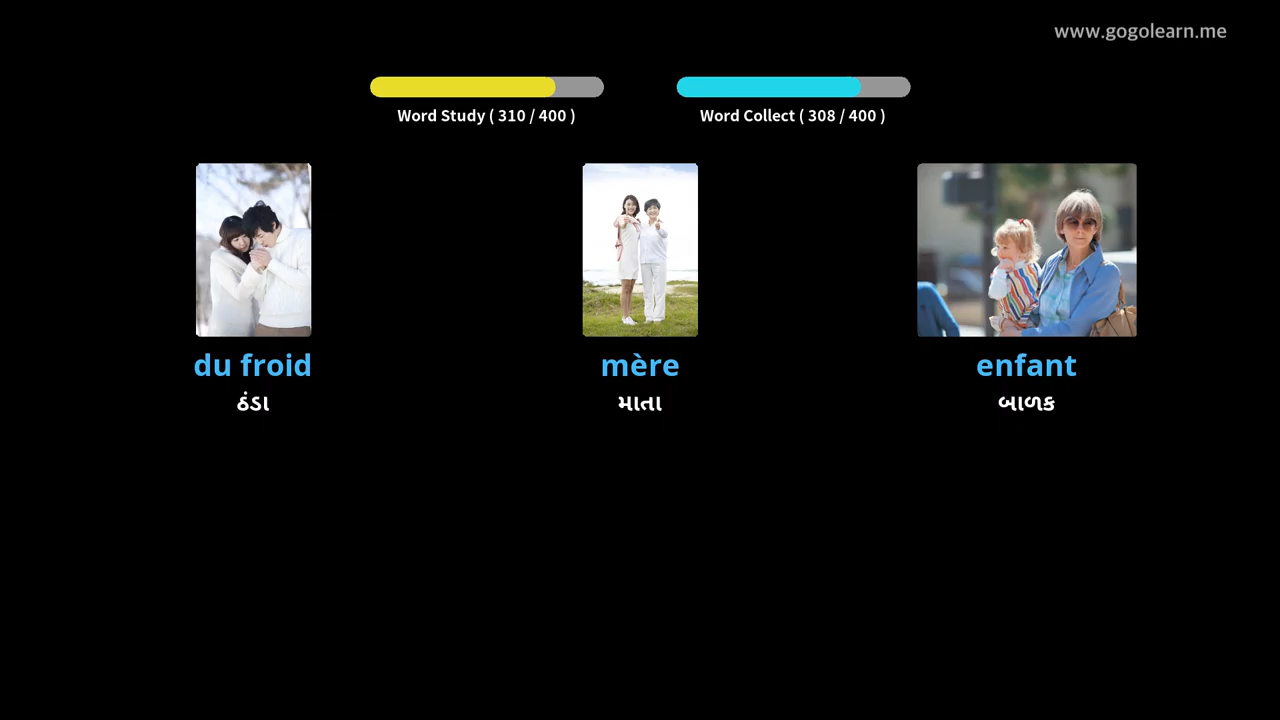 www.gogolearn.me
Word Study ( 310 / 400 )
Word Collect ( 308 / 400 )
du froid
ઠંડા
mère
માતા
enfant
બાળક